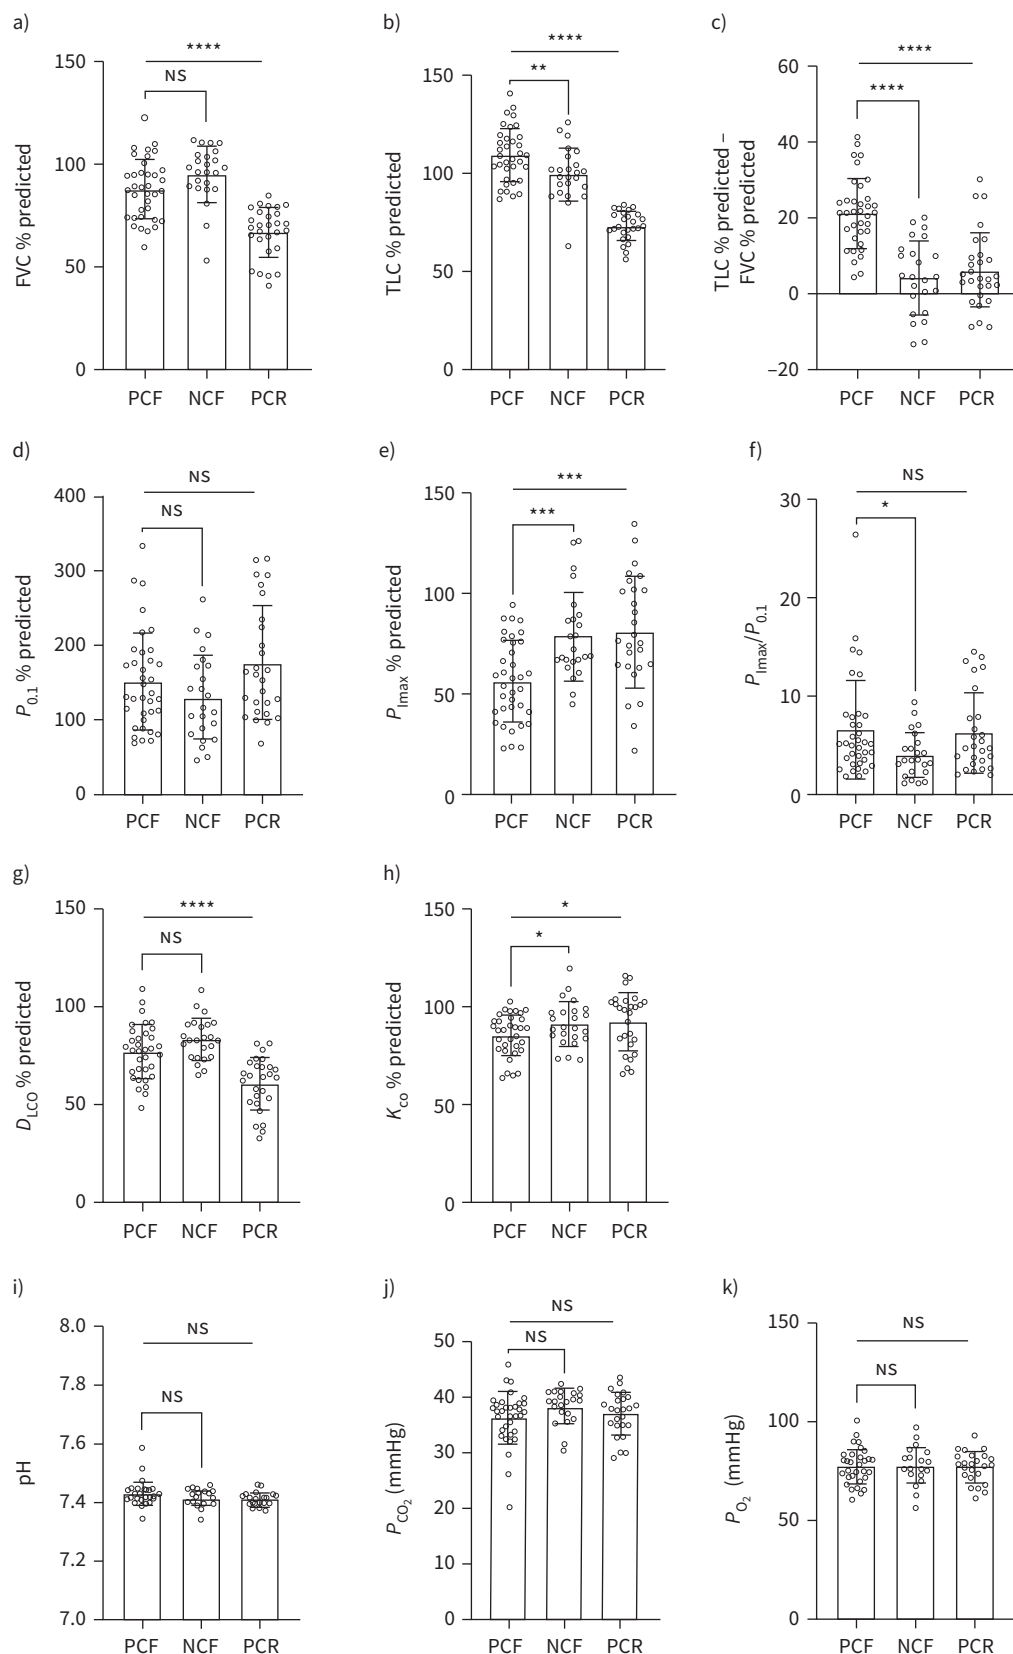 a)
FVC % predicted
150
100
50
0
****
NS
PCF NCF PCR
b)
TLC % predicted
150
100
50
0
****
**
PCF NCF PCR
c)
TLC % predicted –
FVC % predicted
60
40
20
0
–20
****
****
PCF NCF PCR
d)
P0.1 % predicted
400
300
200
100
0
NS
NS
PCF NCF PCR
e)
PImax % predicted
150
100
50
0
***
***
PCF NCF PCR
f)
PImax/P0.1
30
20
10
0
NS
*
PCF NCF PCR
g)
DLCO % predicted
150
100
50
0
****
NS
PCF NCF PCR
h)
KCO % predicted
150
100
50
0
*
*
PCF NCF PCR
i)
pH
8.0
7.8
7.6
7.4
7.2
7.0
NS
NS
PCF NCF PCR
j)
PCO2 (mmHg)
50
40
30
20
10
0
NS
NS
PCF NCF PCR
k)
PO2 (mmHg)
150
100
50
0
NS
NS
PCF NCF PCR